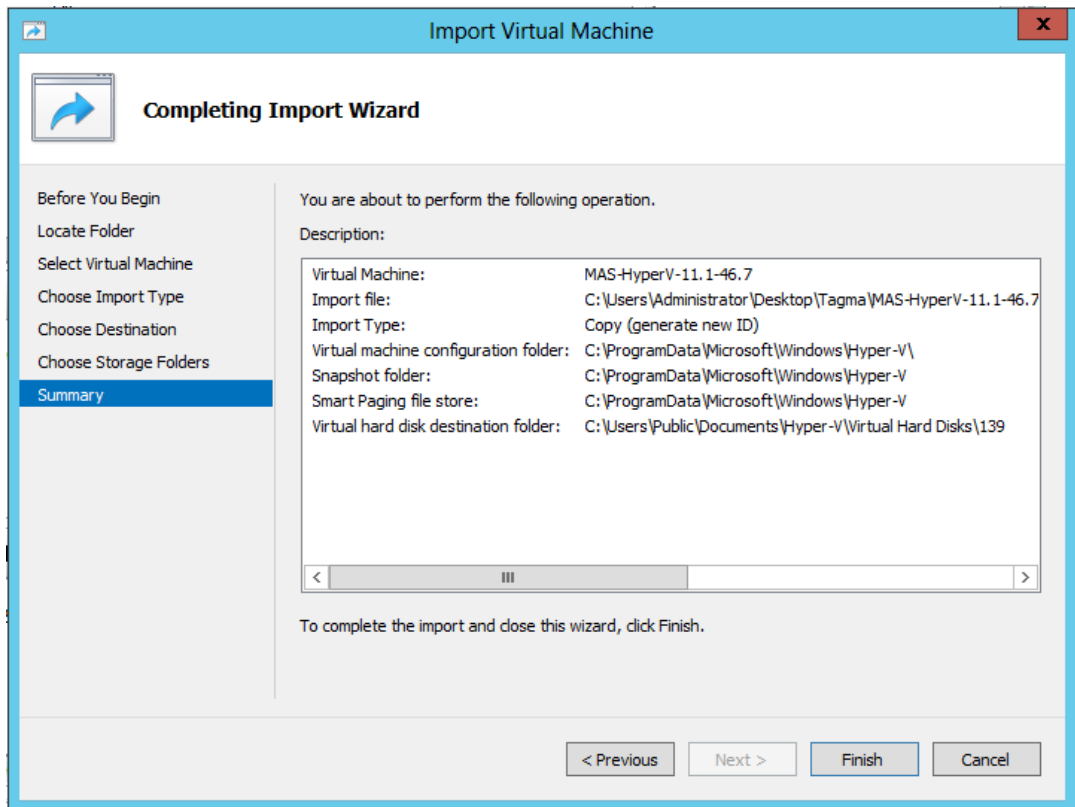 Import Virtual Machine
x
Completing Import Wizard
Before You Begin
Locate Folder
Select Virtual Machine
Choose Import Type
Choose Destination
Choose Storage Folders
Summary
You are about to perform the following operation.
Description:
Virtual Machine: MAS-HyperV-11.1-46.7
Import file: C:\Users\Administrator\Desktop\Tagma\MAS-HyperV-11.1-46.7
Import Type: Copy (generate new ID)
Virtual machine configuration folder: C:\ProgramData\Microsoft\Windows\Hyper-V\
Snapshot folder: C:\ProgramData\Microsoft\Windows\Hyper-V
Smart Paging file store: C:\ProgramData\Microsoft\Windows\Hyper-V
Virtual hard disk destination folder: C:\Users\Public\Documents\Hyper-V\Virtual Hard Disks\139
To complete the import and close this wizard, click Finish.
< Previous Next > Finish Cancel